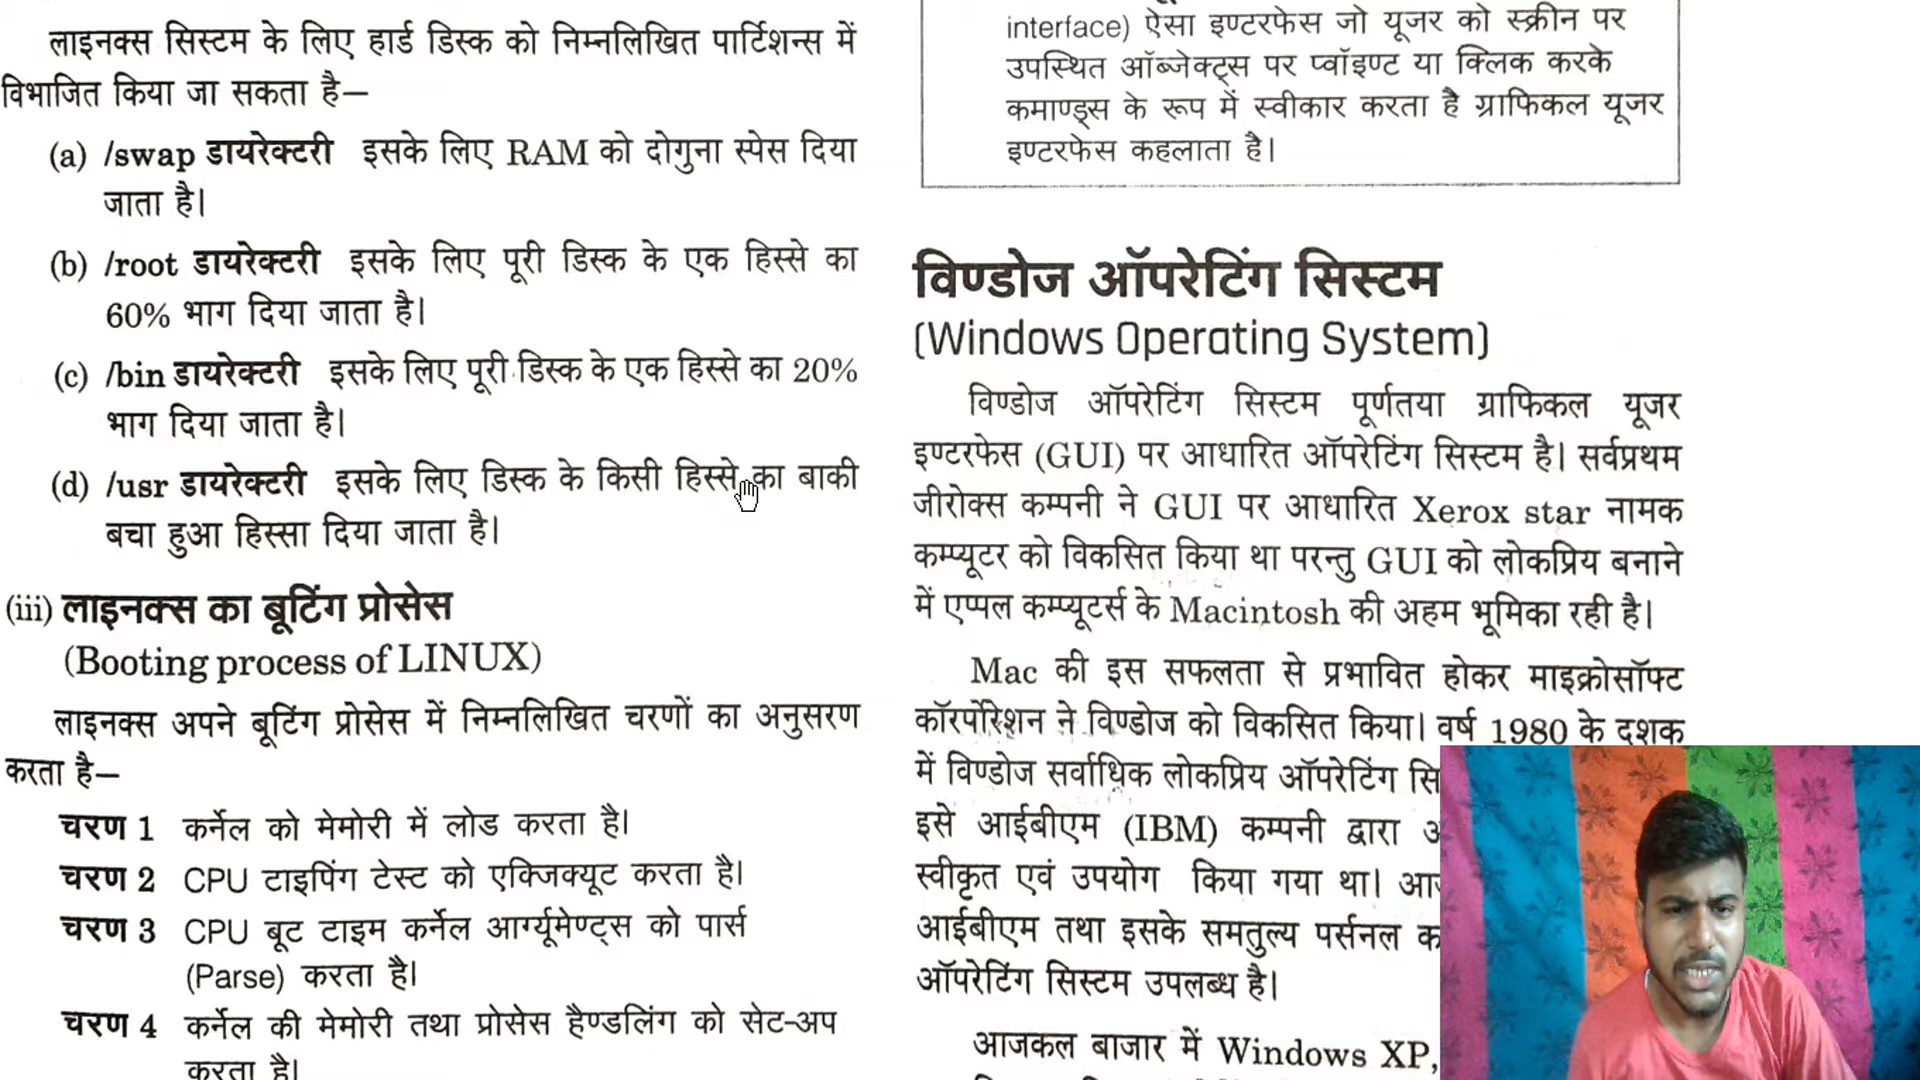 लाइनक्स सिस्टम के लिए हार्ड डिस्क को निम्नलिखित पार्टिशन्स में
विभाजित किया जा सकता है—
(a) /swap डायरेक्टरी इसके लिए RAM को दोगुना स्पेस दिया
जाता है।
(b) /root डायरेक्टरी इसके लिए पूरी डिस्क के एक हिस्से का
60% भाग दिया जाता है।
(c) /bin डायरेक्टरी इसके लिए पूरी डिस्क के एक हिस्से का 20%
भाग दिया जाता है।
(d) /usr डायरेक्टरी इसके लिए डिस्क के किसी हिस्से का बाकी
बचा हुआ हिस्सा दिया जाता है।
(iii) लाइनक्स का बूटिंग प्रोसेस
(Booting process of LINUX)
लाइनक्स अपने बूटिंग प्रोसेस में निम्नलिखित चरणों का अनुसरण
करता है—
चरण 1 कर्नेल को मेमोरी में लोड करता है।
चरण 2 CPU टाइपिंग टेस्ट को एक्जिक्यूट करता है।
चरण 3 CPU बूट टाइम कर्नेल आर्ग्यूमेण्ट्स को पार्स
(Parse) करता है।
चरण 4 कर्नेल की मेमोरी तथा प्रोसेस हैण्डलिंग को सेट-अप
करता है।
interface) ऐसा इण्टरफेस जो यूजर को स्क्रीन पर
उपस्थित ऑब्जेक्ट्स पर प्वॉइण्ट या क्लिक करके
कमाण्ड्स के रूप में स्वीकार करता है ग्राफिकल यूजर
इण्टरफेस कहलाता है।
विण्डोज ऑपरेटिंग सिस्टम
(Windows Operating System)
विण्डोज ऑपरेटिंग सिस्टम पूर्णतया ग्राफिकल यूजर
इण्टरफेस (GUI) पर आधारित ऑपरेटिंग सिस्टम है। सर्वप्रथम
जीरोक्स कम्पनी ने GUI पर आधारित Xerox star नामक
कम्प्यूटर को विकसित किया था परन्तु GUI को लोकप्रिय बनाने
में एप्पल कम्प्यूटर्स के Macintosh की अहम भूमिका रही है।
Mac की इस सफलता से प्रभावित होकर माइक्रोसॉफ्ट
कॉरपोरेशन ने विण्डोज को विकसित किया। वर्ष 1980 के दशक
में विण्डोज सर्वाधिक लोकप्रिय ऑपरेटिंग सि
इसे आईबीएम (IBM) कम्पनी द्वारा
स्वीकृत एवं उपयोग किया गया था।
आईबीएम तथा इसके समतुल्य पर्सनल
ऑपरेटिंग सिस्टम उपलब्ध है।
आजकल बाजार में Windows XP,